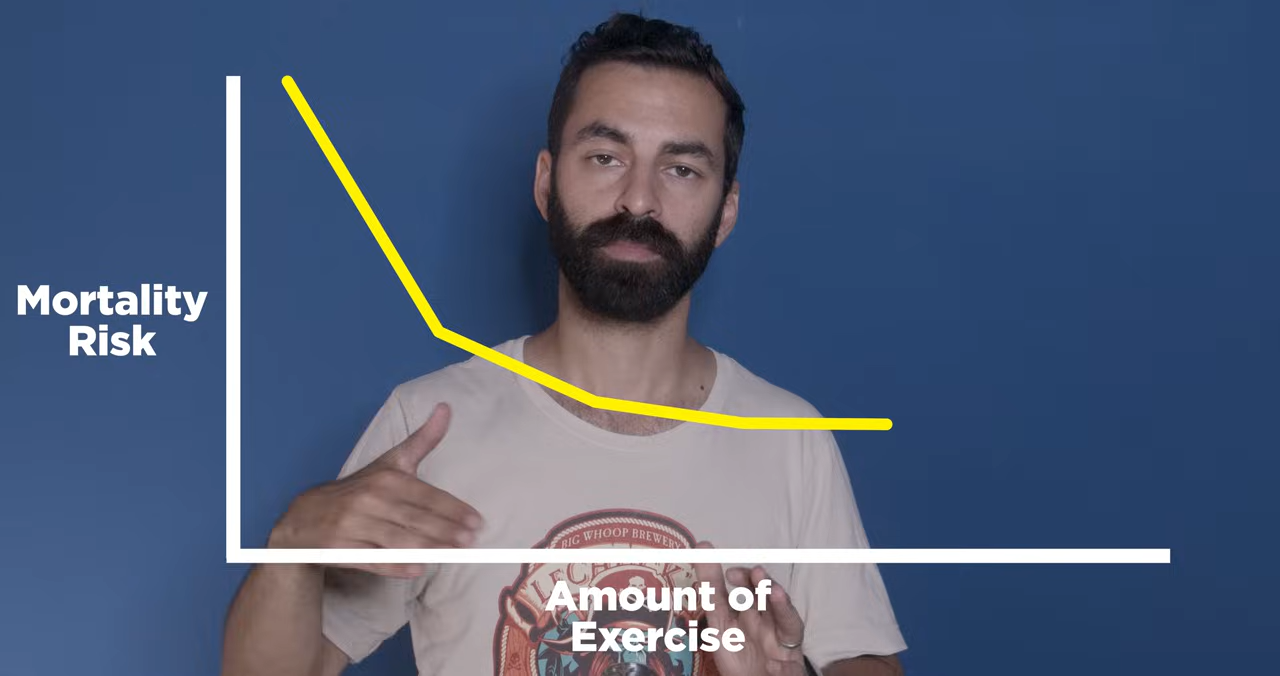 Mortality
Risk
BIG WHOOP BREWERY
Amount of
Exercise